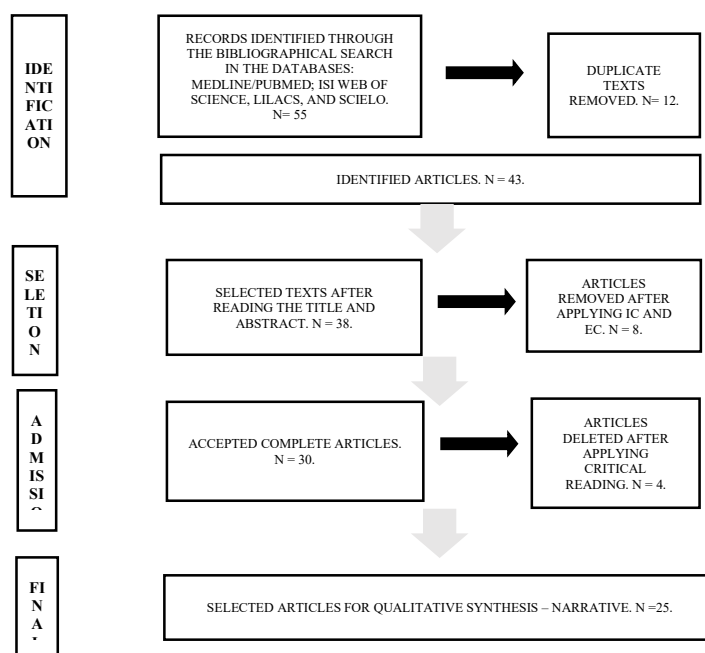 IDE
NTI
FIC
ATI
ON
RECORDS IDENTIFIED THROUGH
THE BIBLIOGRAPHICAL SEARCH
IN THE DATABASES:
MEDLINE/PUBMED; ISI WEB OF
SCIENCE, LILACS, AND SCIELO.
N= 55
DUPLICATE
TEXTS
REMOVED. N= 12.
IDENTIFIED ARTICLES. N = 43.
SE
LE
TI
O
N
SELECTED TEXTS AFTER
READING THE TITLE AND
ABSTRACT. N = 38.
ARTICLES
REMOVED AFTER
APPLYING IC AND
EC. N = 8.
A
D
M
IS
SI
ACCEPTED COMPLETE ARTICLES.
N = 30.
ARTICLES
DELETED AFTER
APPLYING
CRITICAL
READING. N = 4.
FI
N
A
SELECTED ARTICLES FOR QUALITATIVE SYNTHESIS – NARRATIVE. N =25.